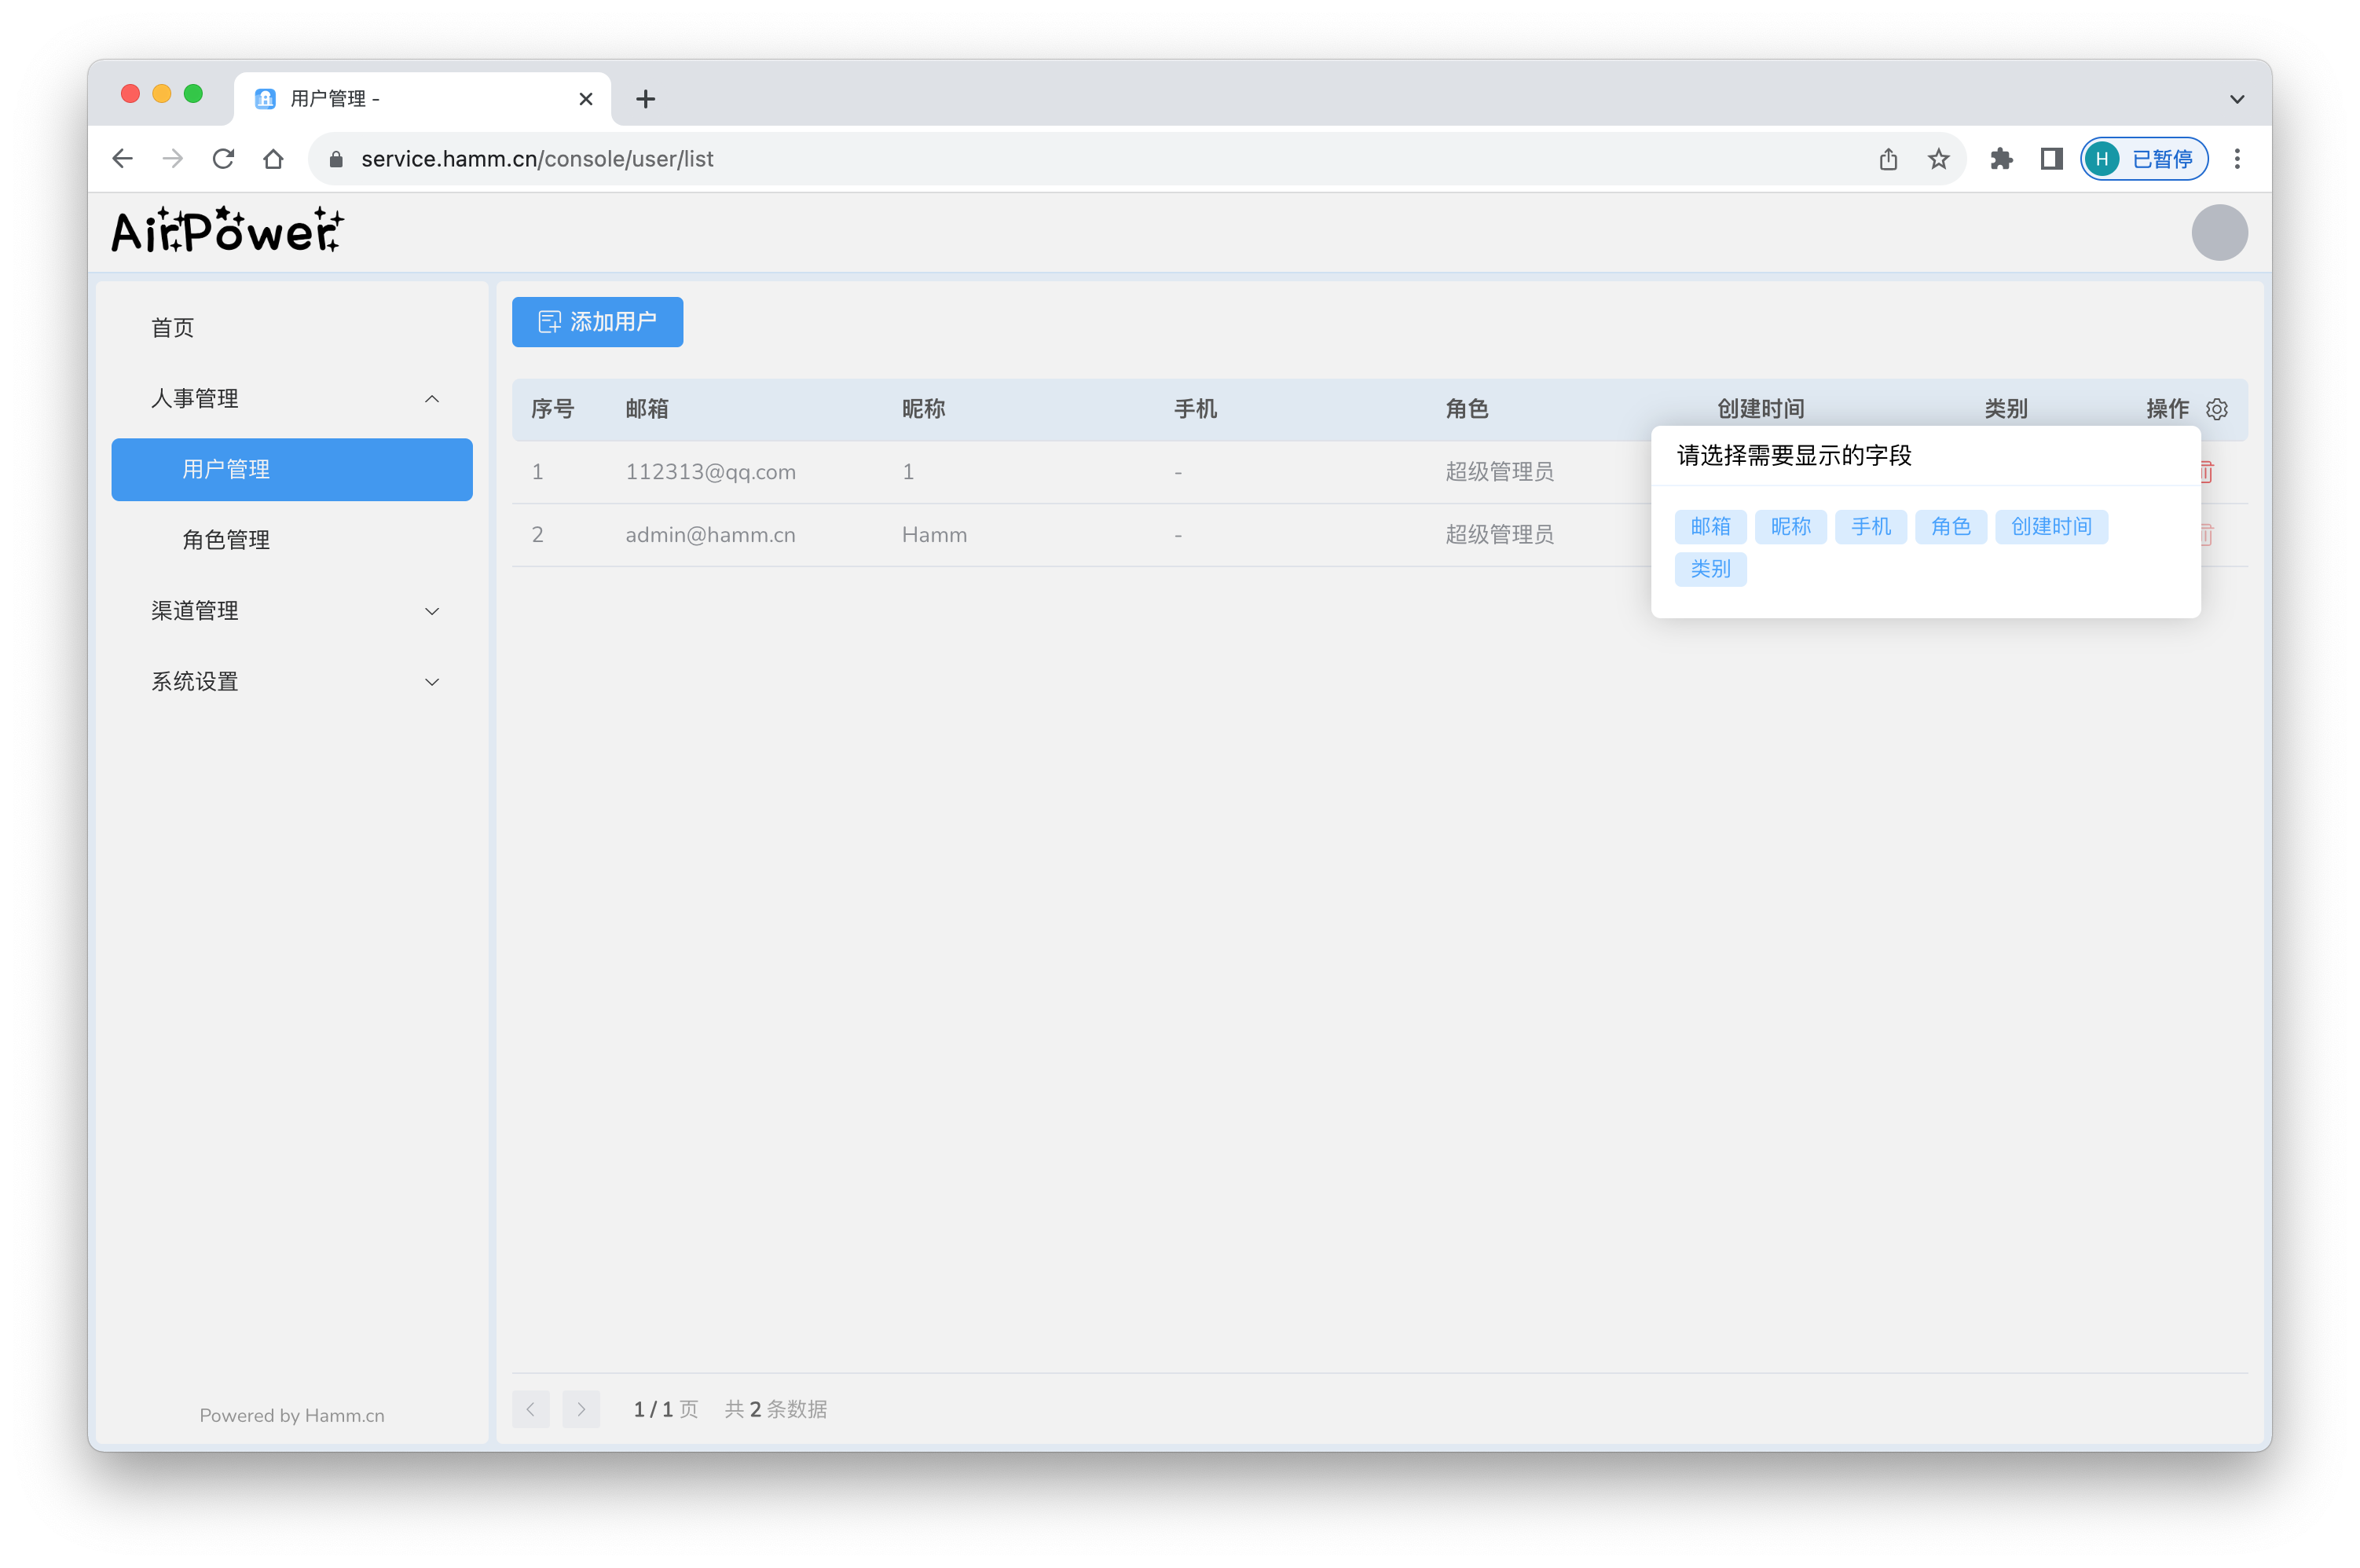 用户管理 -
service.hamm.cn/console/user/list
H 已暂停
AirPower
首页
人事管理
用户管理
角色管理
渠道管理
系统设置
Powered by Hamm.cn
添加用户
序号 邮箱 昵称 手机 角色 创建时间 类别 操作
1 112313@qq.com 1 - 超级管理员
2 admin@hamm.cn Hamm - 超级管理员
请选择需要显示的字段
邮箱 昵称 手机 角色 创建时间
类别
1 / 1 页 共 2 条数据